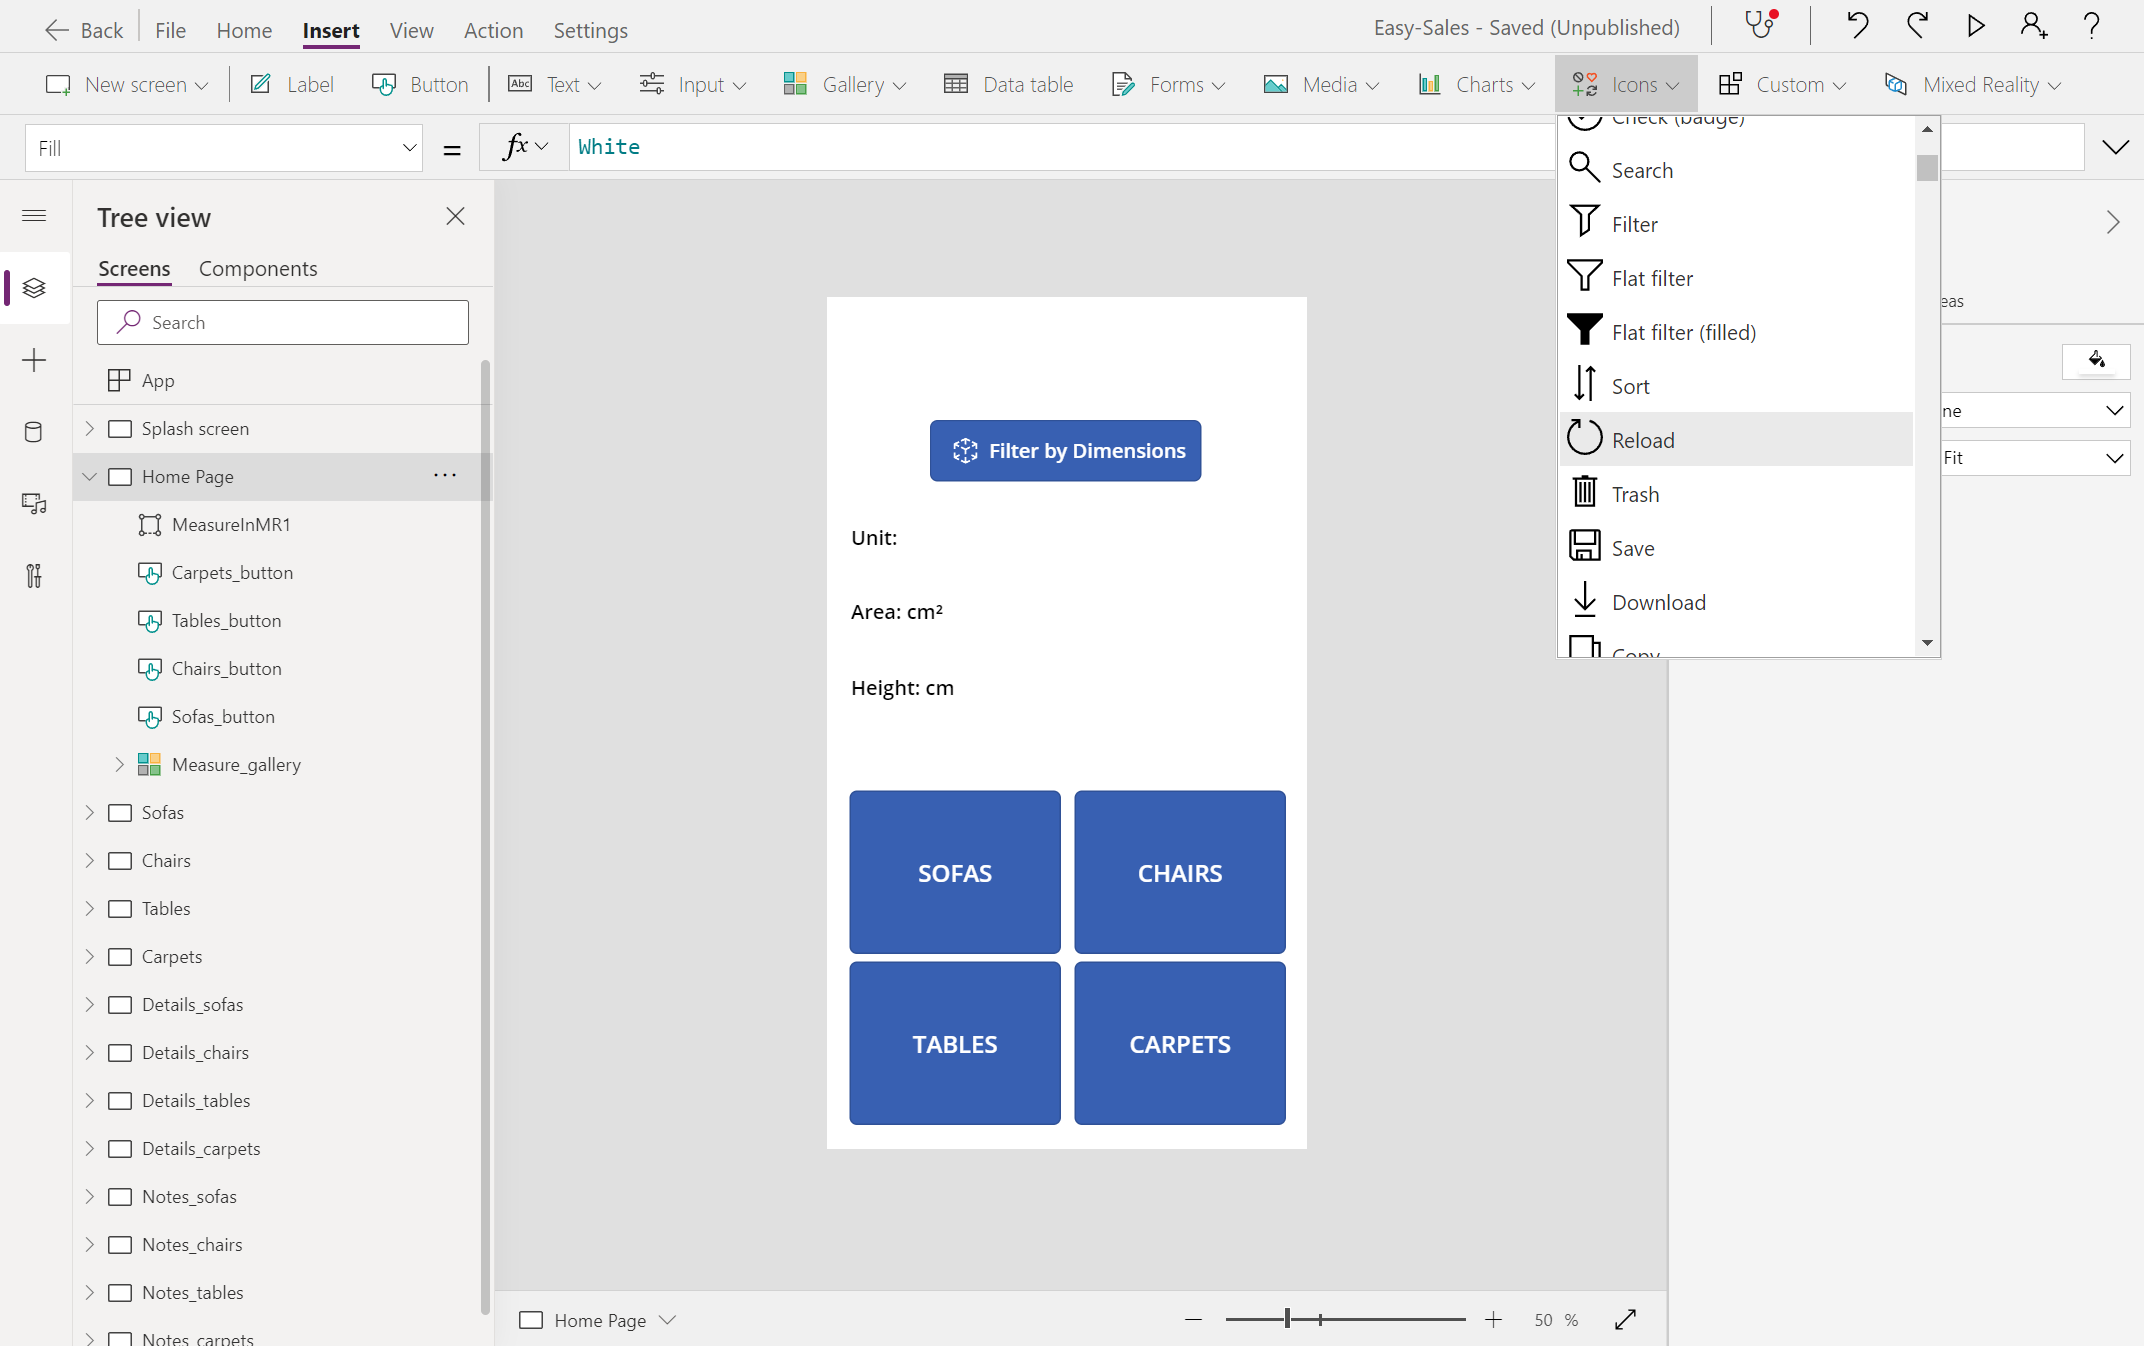 Back File Home Insert View Action Settings Easy-Sales - Saved (Unpublished)
New screen Label Button Abc Text Input Gallery Data table Forms Media Charts Icons Custom Mixed Reality
Fill = fx White
Tree view
Screens Components
Search
App
Splash screen
Home Page
MeasureInMR1
Carpets_button
Tables_button
Chairs_button
Sofas_button
Measure_gallery
Sofas
Chairs
Tables
Carpets
Details_sofas
Details_chairs
Details_tables
Details_carpets
Notes_sofas
Notes_chairs
Notes_tables
Notes_carpets
Filter by Dimensions
Unit:
Area: cm²
Height: cm
SOFAS CHAIRS
TABLES CARPETS
Home Page 50 %
Check (badge)
Search
Filter
Flat filter
Flat filter (filled)
Sort
Reload
Trash
Save
Download
Copy
eas
ne
Fit